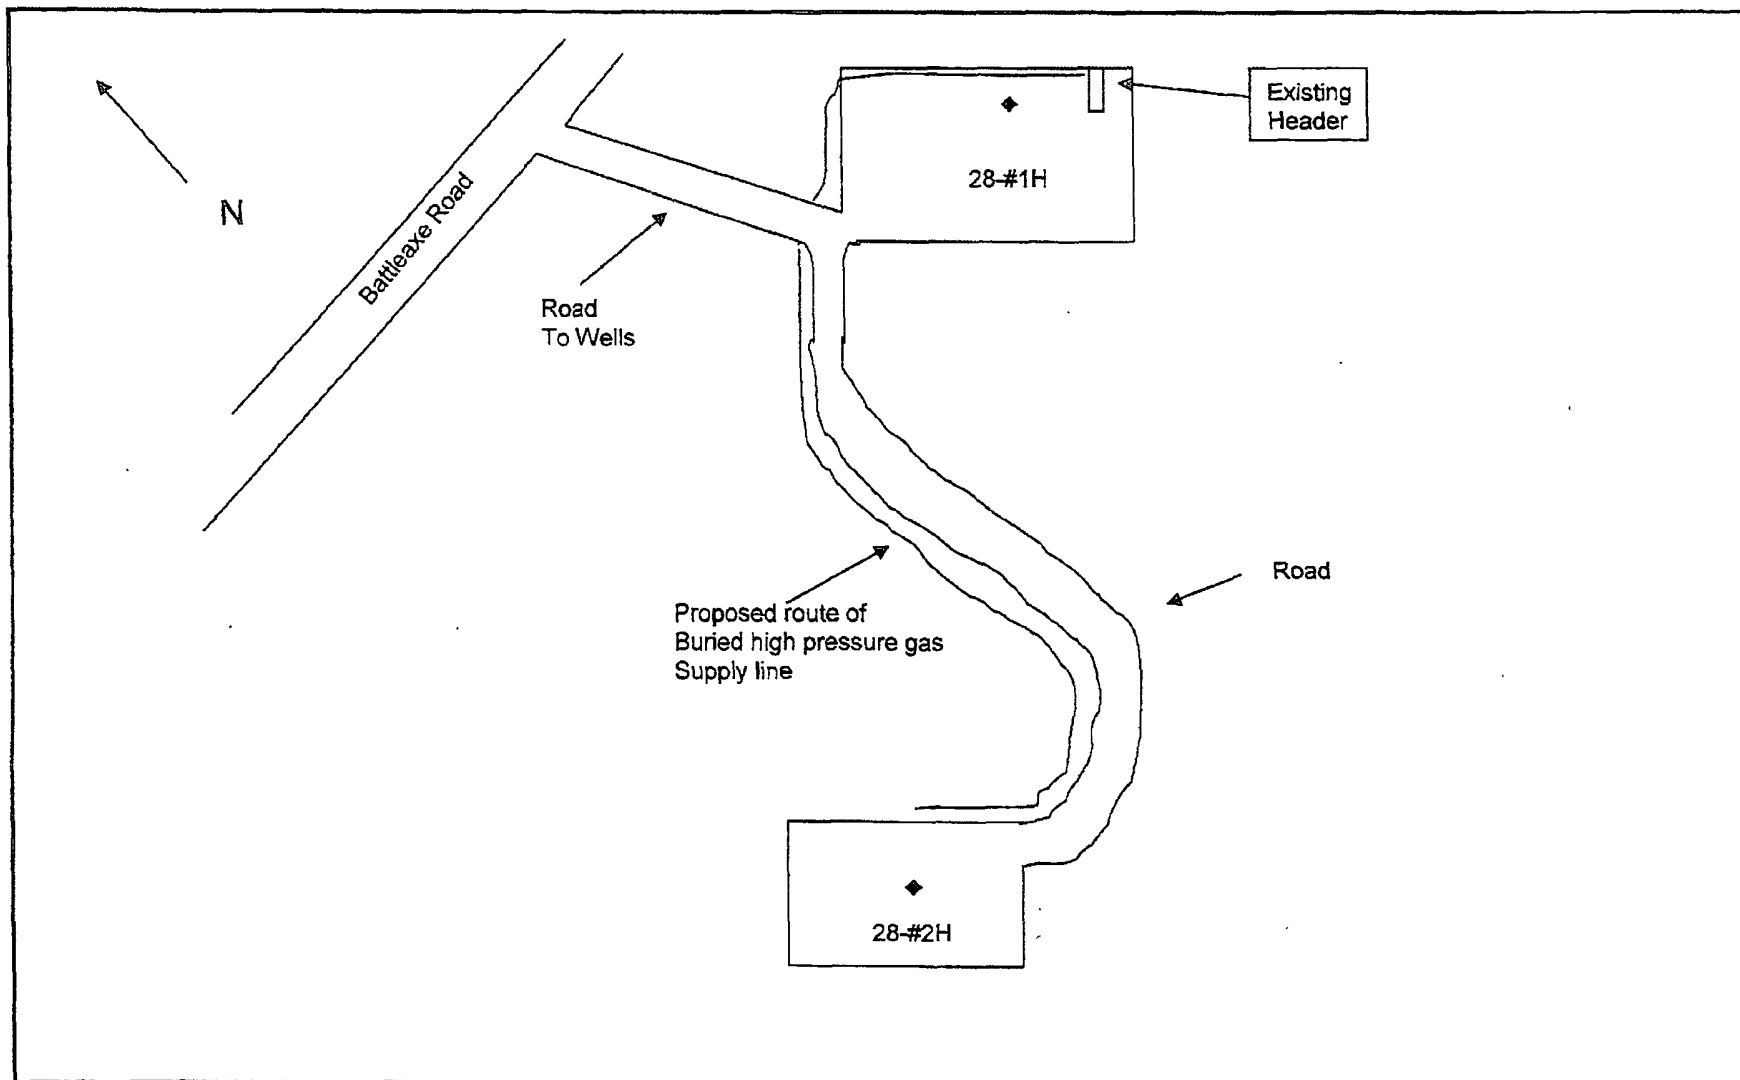 Existing
Header
28-#1H
N
Battleaxe Road
Road
To Wells
Road
Proposed route of
Buried high pressure gas
Supply line
28-#2H